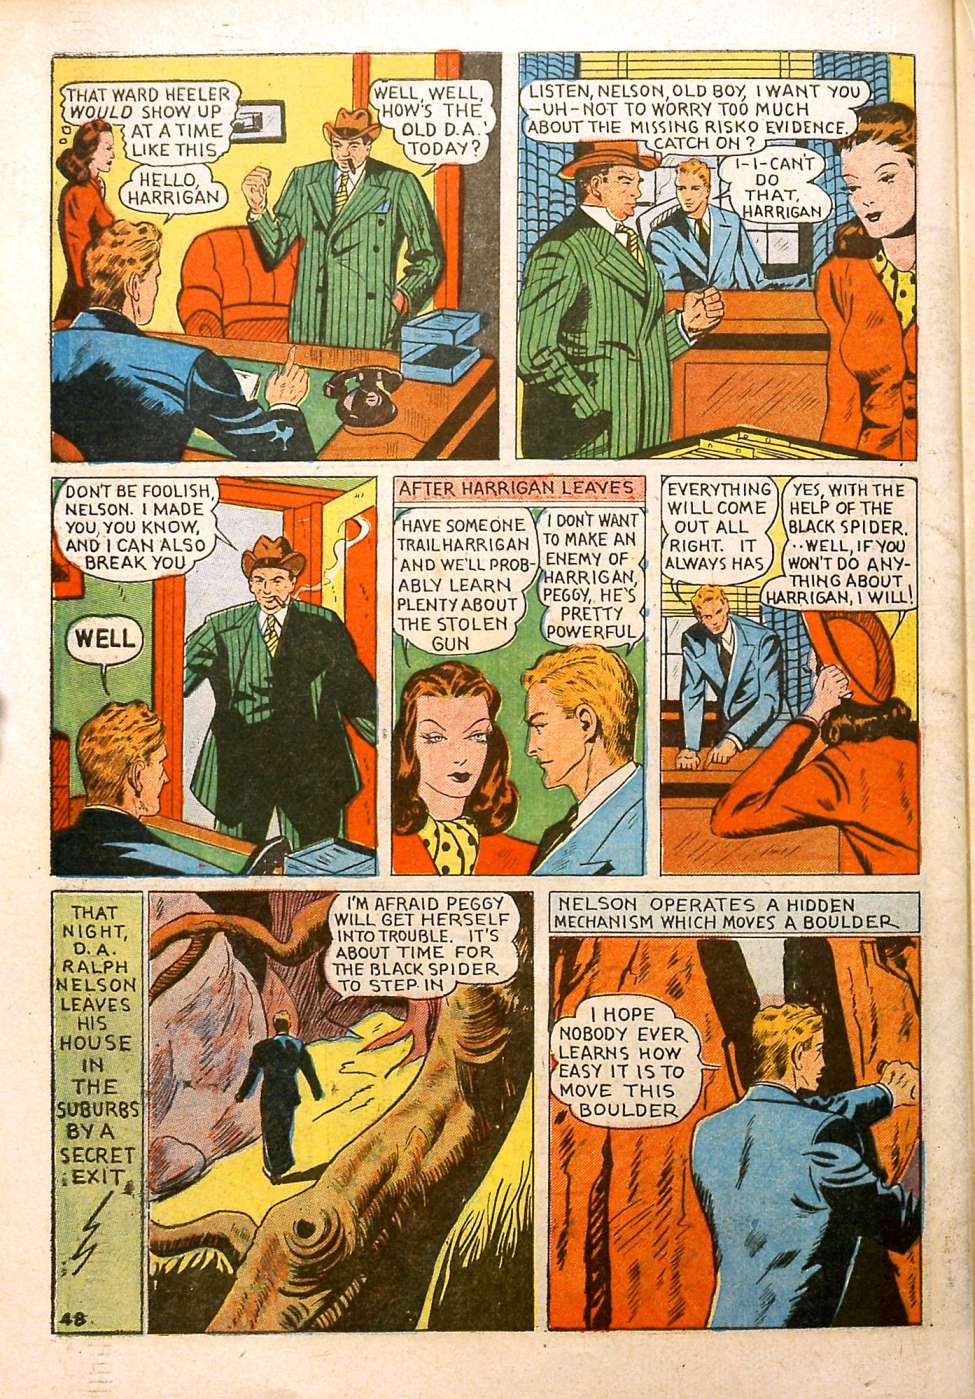 THAT WARD HEELER
WOULD SHOW UP
AT A TIME
LIKE THIS
HELLO,
HARRIGAN
WELL, WELL,
HOW'S THE
OLD D.A.
TODAY?
LISTEN, NELSON, OLD BOY, I WANT YOU
-UH-NOT TO WORRY TOO MUCH
ABOUT THE MISSING RISKO EVIDENCE.
CATCH ON?
I-I-CAN'T
DO
THAT,
HARRIGAN
DON'T BE FOOLISH,
NELSON. I MADE
YOU, YOU KNOW,
AND I CAN ALSO
BREAK YOU
WELL
AFTER HARRIGAN LEAVES
HAVE SOMEONE
TRAIL HARRIGAN
AND WE'LL PROB-
ABLY LEARN
PLENTY ABOUT
THE STOLEN
GUN
I DON'T WANT
TO MAKE AN
ENEMY OF
HARRIGAN,
PEGGY, HE'S
PRETTY
POWERFUL
EVERYTHING
WILL COME
OUT ALL
RIGHT. IT
ALWAYS HAS
YES, WITH THE
HELP OF THE
BLACK SPIDER.
..WELL, IF YOU
WON'T DO ANY-
THING ABOUT
HARRIGAN, I WILL!
THAT
NIGHT,
D.A.
RALPH
NELSON
LEAVES
HIS
HOUSE
IN
THE
SUBURBS
BY A
SECRET
EXIT
48.
I'M AFRAID PEGGY
WILL GET HERSELF
INTO TROUBLE. IT'S
ABOUT TIME FOR
THE BLACK SPIDER
TO STEP IN
NELSON OPERATES A HIDDEN
MECHANISM WHICH MOVES A BOULDER
I HOPE
NOBODY EVER
LEARNS HOW
EASY IT IS TO
MOVE THIS
BOULDER